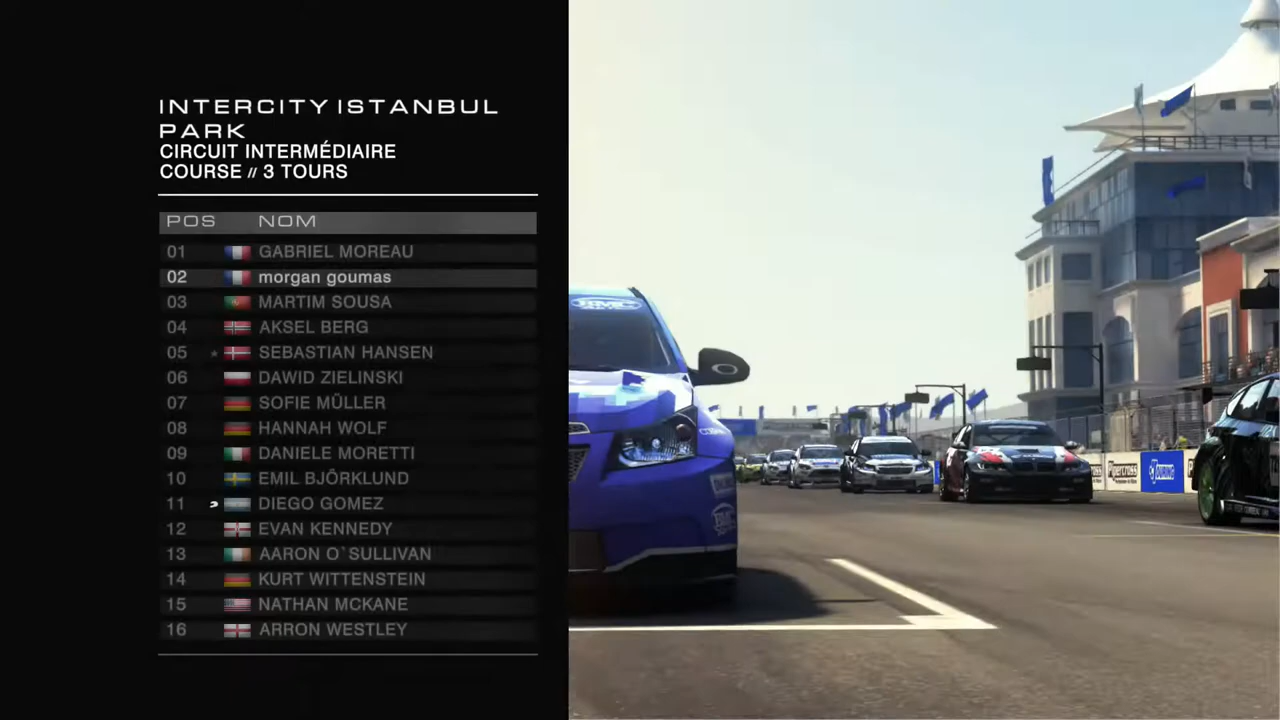 INTERCITY ISTANBUL
PARK
CIRCUIT INTERMÉDIAIRE
COURSE // 3 TOURS
POS NOM
01 GABRIEL MOREAU
02 morgan goumas
03 MARTIM SOUSA
04 AKSEL BERG
05 SEBASTIAN HANSEN
06 DAWID ZIELINSKI
07 SOFIE MÜLLER
08 HANNAH WOLF
09 DANIELE MORETTI
10 EMIL BJÖRKLUND
11 DIEGO GOMEZ
12 EVAN KENNEDY
13 AARON O`SULLIVAN
14 KURT WITTENSTEIN
15 NATHAN MCKANE
16 ARRON WESTLEY
BMC
Pipercross
BMC